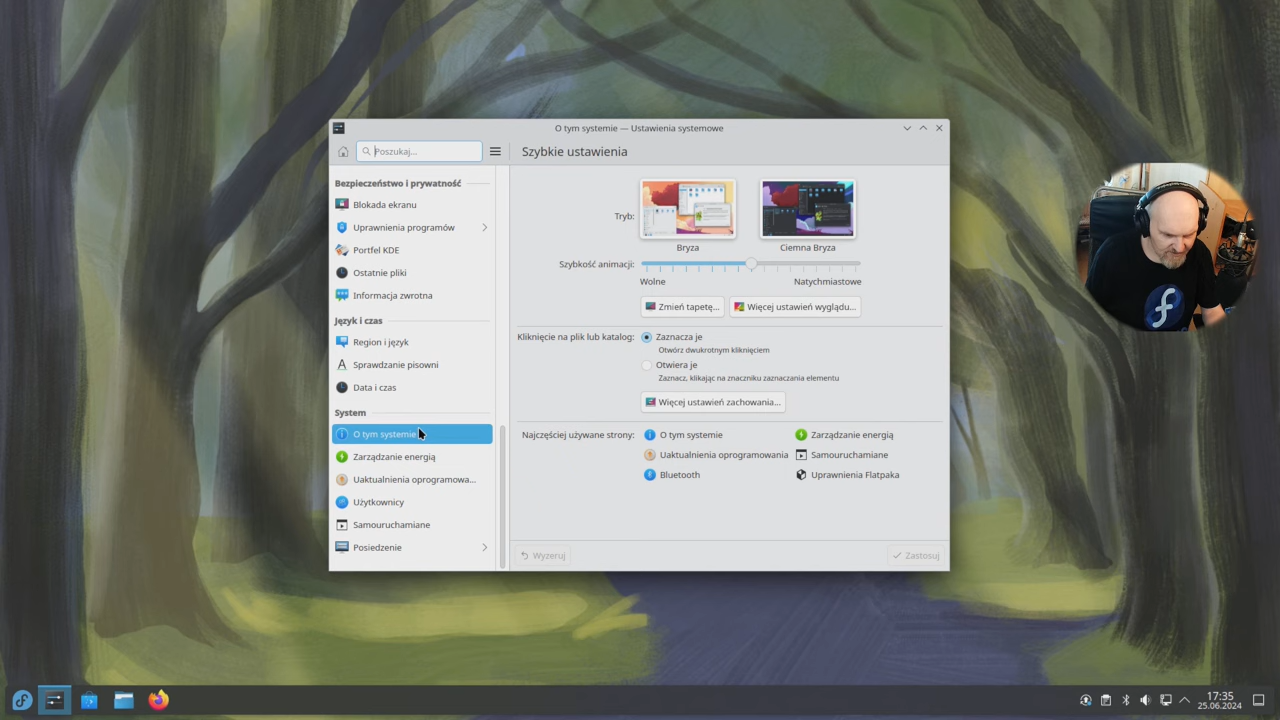 O tym systemie — Ustawienia systemowe
Poszukaj...
Szybkie ustawienia
Bezpieczeństwo i prywatność
Blokada ekranu
Uprawnienia programów
Portfel KDE
Ostatnie pliki
Informacja zwrotna
Język i czas
Region i język
Sprawdzanie pisowni
Data i czas
System
O tym systemie
Zarządzanie energią
Uaktualnienia oprogramowa...
Użytkownicy
Samouruchamiane
Posiedzenie
Tryb:
Bryza
Ciemna Bryza
Szybkość animacji:
Wolne
Natychmiastowe
Zmień tapetę...
Więcej ustawień wyglądu...
Kliknięcie na plik lub katalog:
Zaznacza je
Otwórz dwukrotnym kliknięciem
Otwiera je
Zaznacz, klikając na znaczniku zaznaczania elementu
Więcej ustawień zachowania...
Najczęściej używane strony:
O tym systemie
Zarządzanie energią
Uaktualnienia oprogramowania
Samouruchamiane
Bluetooth
Uprawnienia Flatpaka
Wyzeruj
Zastosuj
17:35
25.06.2024